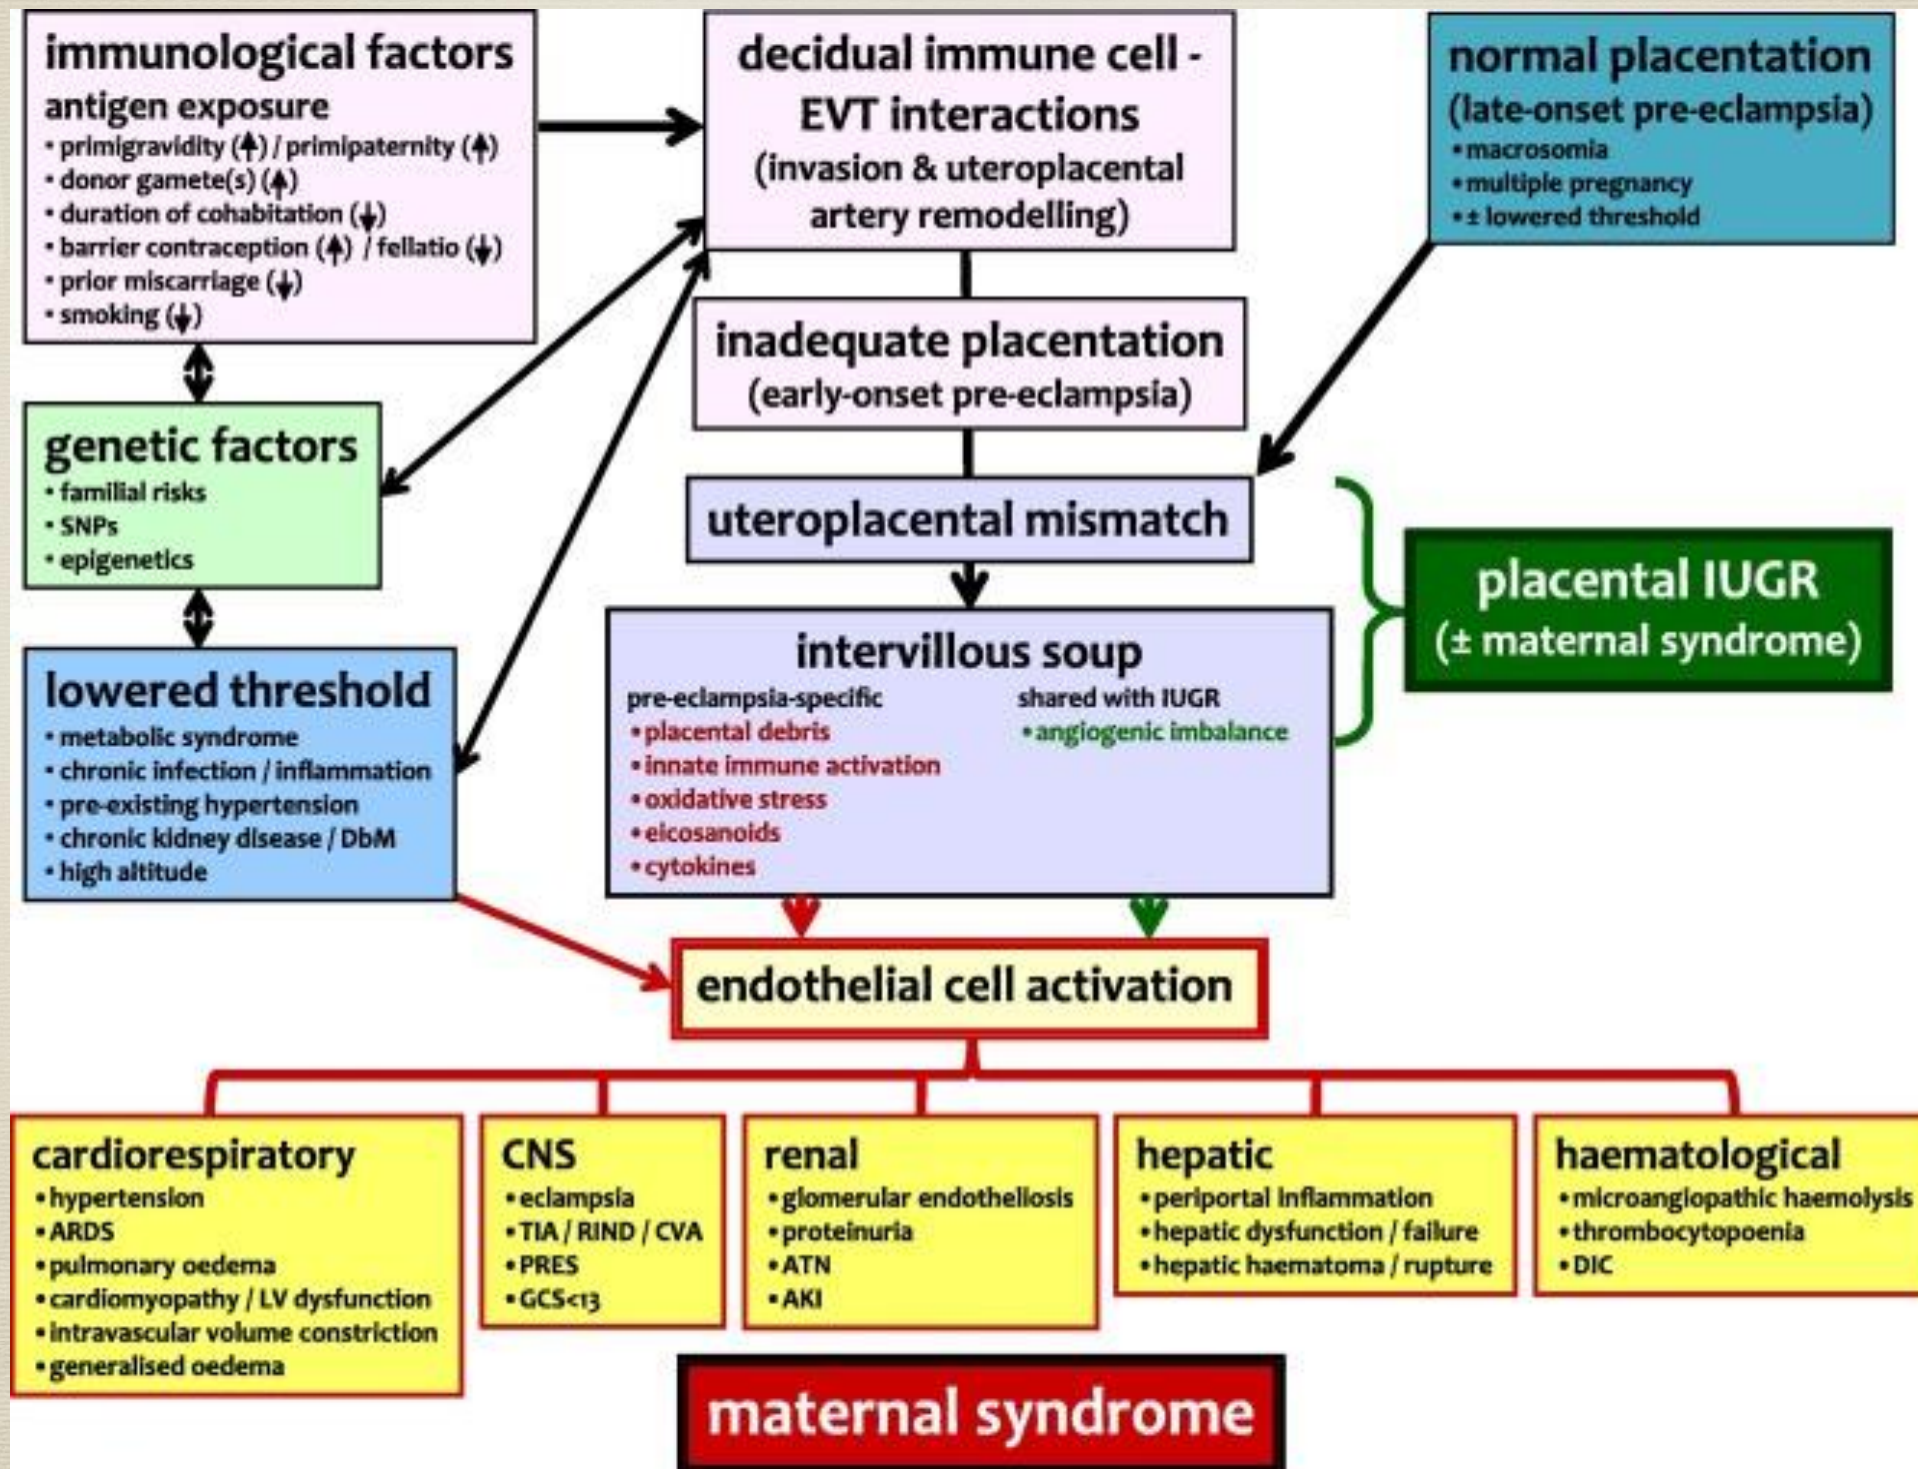 immunological factors
antigen exposure
• primigravidity (↑) / primipaternity (↑)
• donor gamete(s) (↑)
• duration of cohabitation (↓)
• barrier contraception (↑) / fellatio (↓)
• prior miscarriage (↓)
• smoking (↓)
decidual immune cell -
EVT interactions
(invasion & uteroplacental
artery remodelling)
normal placentation
(late-onset pre-eclampsia)
• macrosomia
• multiple pregnancy
• ± lowered threshold
inadequate placentation
(early-onset pre-eclampsia)
genetic factors
• familial risks
• SNPs
• epigenetics
uteroplacental mismatch
placental IUGR
(± maternal syndrome)
lowered threshold
• metabolic syndrome
• chronic infection / inflammation
• pre-existing hypertension
• chronic kidney disease / DbM
• high altitude
intervillous soup
pre-eclampsia-specific
• placental debris
• innate immune activation
• oxidative stress
• eicosanoids
• cytokines
shared with IUGR
• angiogenic imbalance
endothelial cell activation
cardiorespiratory
• hypertension
• ARDS
• pulmonary oedema
• cardiomyopathy / LV dysfunction
• intravascular volume constriction
• generalised oedema
CNS
• eclampsia
• TIA / RIND / CVA
• PRES
• GCS<13
renal
• glomerular endotheliosis
• proteinuria
• ATN
• AKI
hepatic
• periportal inflammation
• hepatic dysfunction / failure
• hepatic haematoma / rupture
haematological
• microangiopathic haemolysis
• thrombocytopoenia
• DIC
maternal syndrome